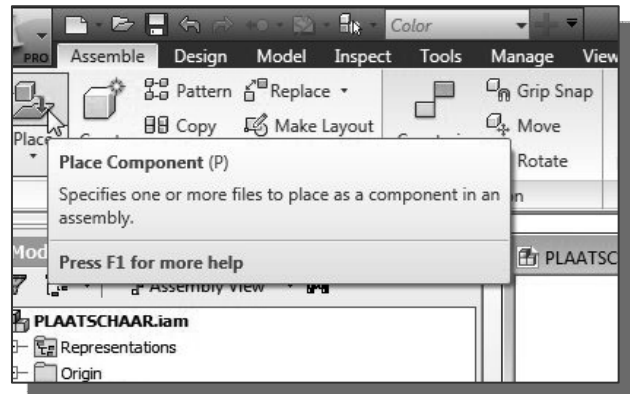 Color
PRO Assemble Design Model Inspect Tools Manage View
Pattern Replace Grip Snap
Place Copy Make Layout Move
Rotate
Place Component (P)
Specifies one or more files to place as a component in an
assembly.
Press F1 for more help
PLAATSC
Assembly View
PLAATSCHAAR.iam
Representations
Origin